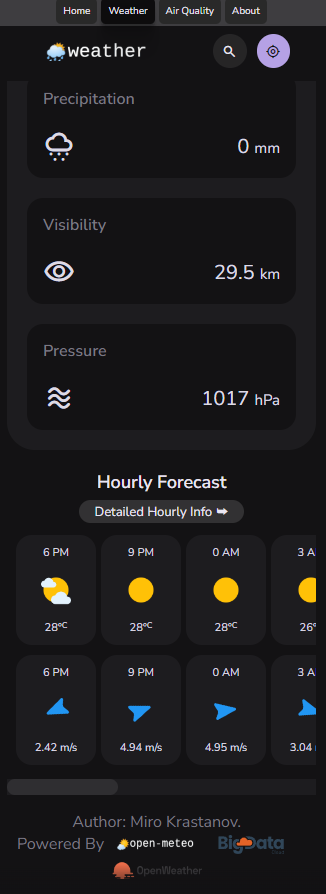 Home Weather Air Quality About
weather
Precipitation
0 mm
Visibility
29.5 km
Pressure
1017 hPa
Hourly Forecast
Detailed Hourly Info ➥
6 PM 9 PM 0 AM 3 A
28°C 28°C 28°C 26°
6 PM 9 PM 0 AM 3 A
2.42 m/s 4.94 m/s 4.95 m/s 3.04
Author: Miro Krastanov.
Powered By open-meteo BigData
OpenWeather